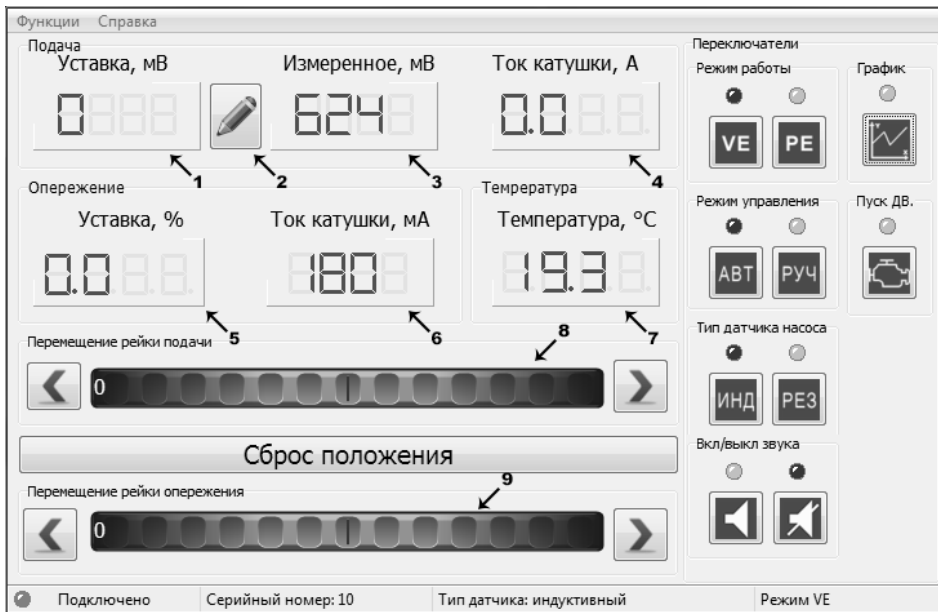 Функции Справка
Подача
Уставка, мВ Измеренное, мВ Ток катушки, А
0 624 0.0
1 2 3 4
Опережение Темрература
Уставка, % Ток катушки, мА Температура, °C
0.0 180 19.3
5 6 7
Перемещение рейки подачи 8
0
Сброс положения
Перемещение рейки опережения 9
0
Переключатели
Режим работы График
VE PE
Режим управления Пуск ДВ.
АВТ РУЧ
Тип датчика насоса
ИНД РЕЗ
Вкл/выкл звука
Подключено Серийный номер: 10 Тип датчика: индуктивный Режим VE